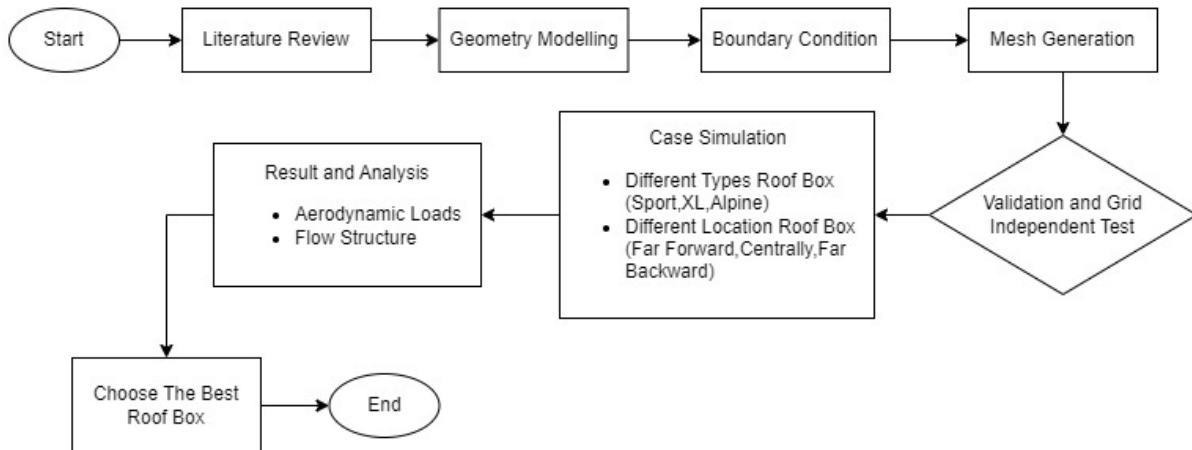 Start
Literature Review
Geometry Modelling
Boundary Condition
Mesh Generation
Validation and Grid
Independent Test
Case Simulation
• Different Types Roof Box
(Sport,XL,Alpine)
• Different Location Roof Box
(Far Forward,Centrally,Far
Backward)
Result and Analysis
• Aerodynamic Loads
• Flow Structure
Choose The Best
Roof Box
End